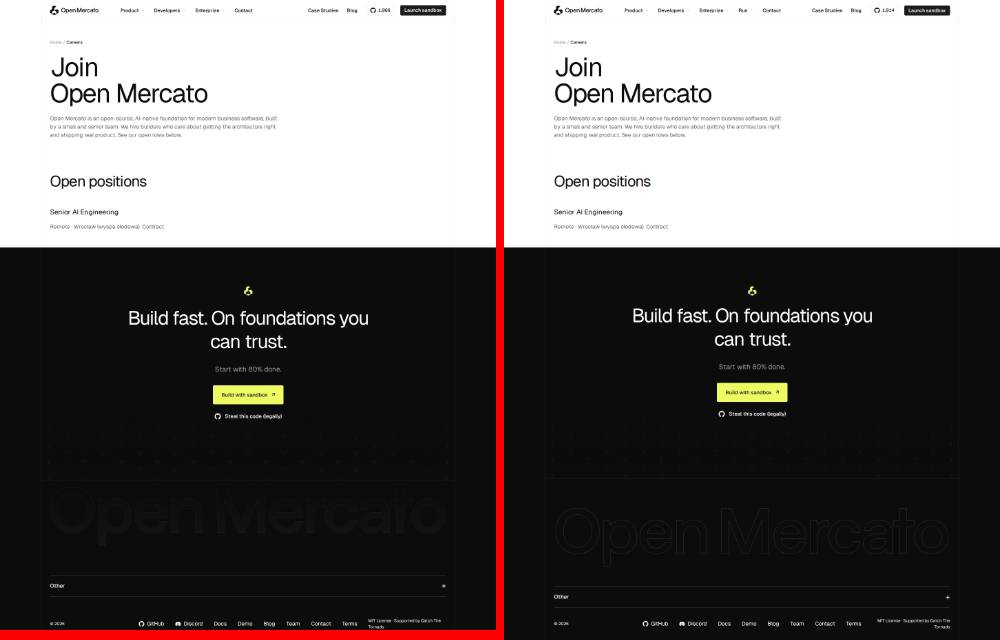 Open Mercato Product Developers Enterprise Contact Case Studies Blog Launch sandbox
Home / Careers
Join
Open Mercato
Open Mercato is an open-source, AI-native foundation for modern business software, built
by a small and senior team. We hire builders who care about getting the architecture right
and shipping real product. See our open roles below.
Open positions
Senior AI Engineering
Remote · Wrocław (wyspa słodowa) · Contract
Build fast. On foundations you
can trust.
Start with 80% done.
Build with sandbox
Steal this code (legally)
Open Mercato
Other +
© 2026 GitHub Discord Docs Demo Blog Team Contact Terms MIT License · Supported by Catch The
Tornado
Open Mercato Product Developers Enterprise Run Contact Case Studies Blog 1,914 Launch sandbox
Home / Careers
Join
Open Mercato
Open Mercato is an open-source, AI-native foundation for modern business software, built
by a small and senior team. We hire builders who care about getting the architecture right
and shipping real product. See our open roles below.
Open positions
Senior AI Engineering
Remote · Wrocław (wyspa słodowa) · Contract
Build fast. On foundations you
can trust.
Start with 80% done.
Build with sandbox
Steal this code (legally)
Open Mercato
Other +
© 2026 GitHub Discord Docs Demo Blog Team Contact Terms MIT License · Supported by Catch The
Tornado